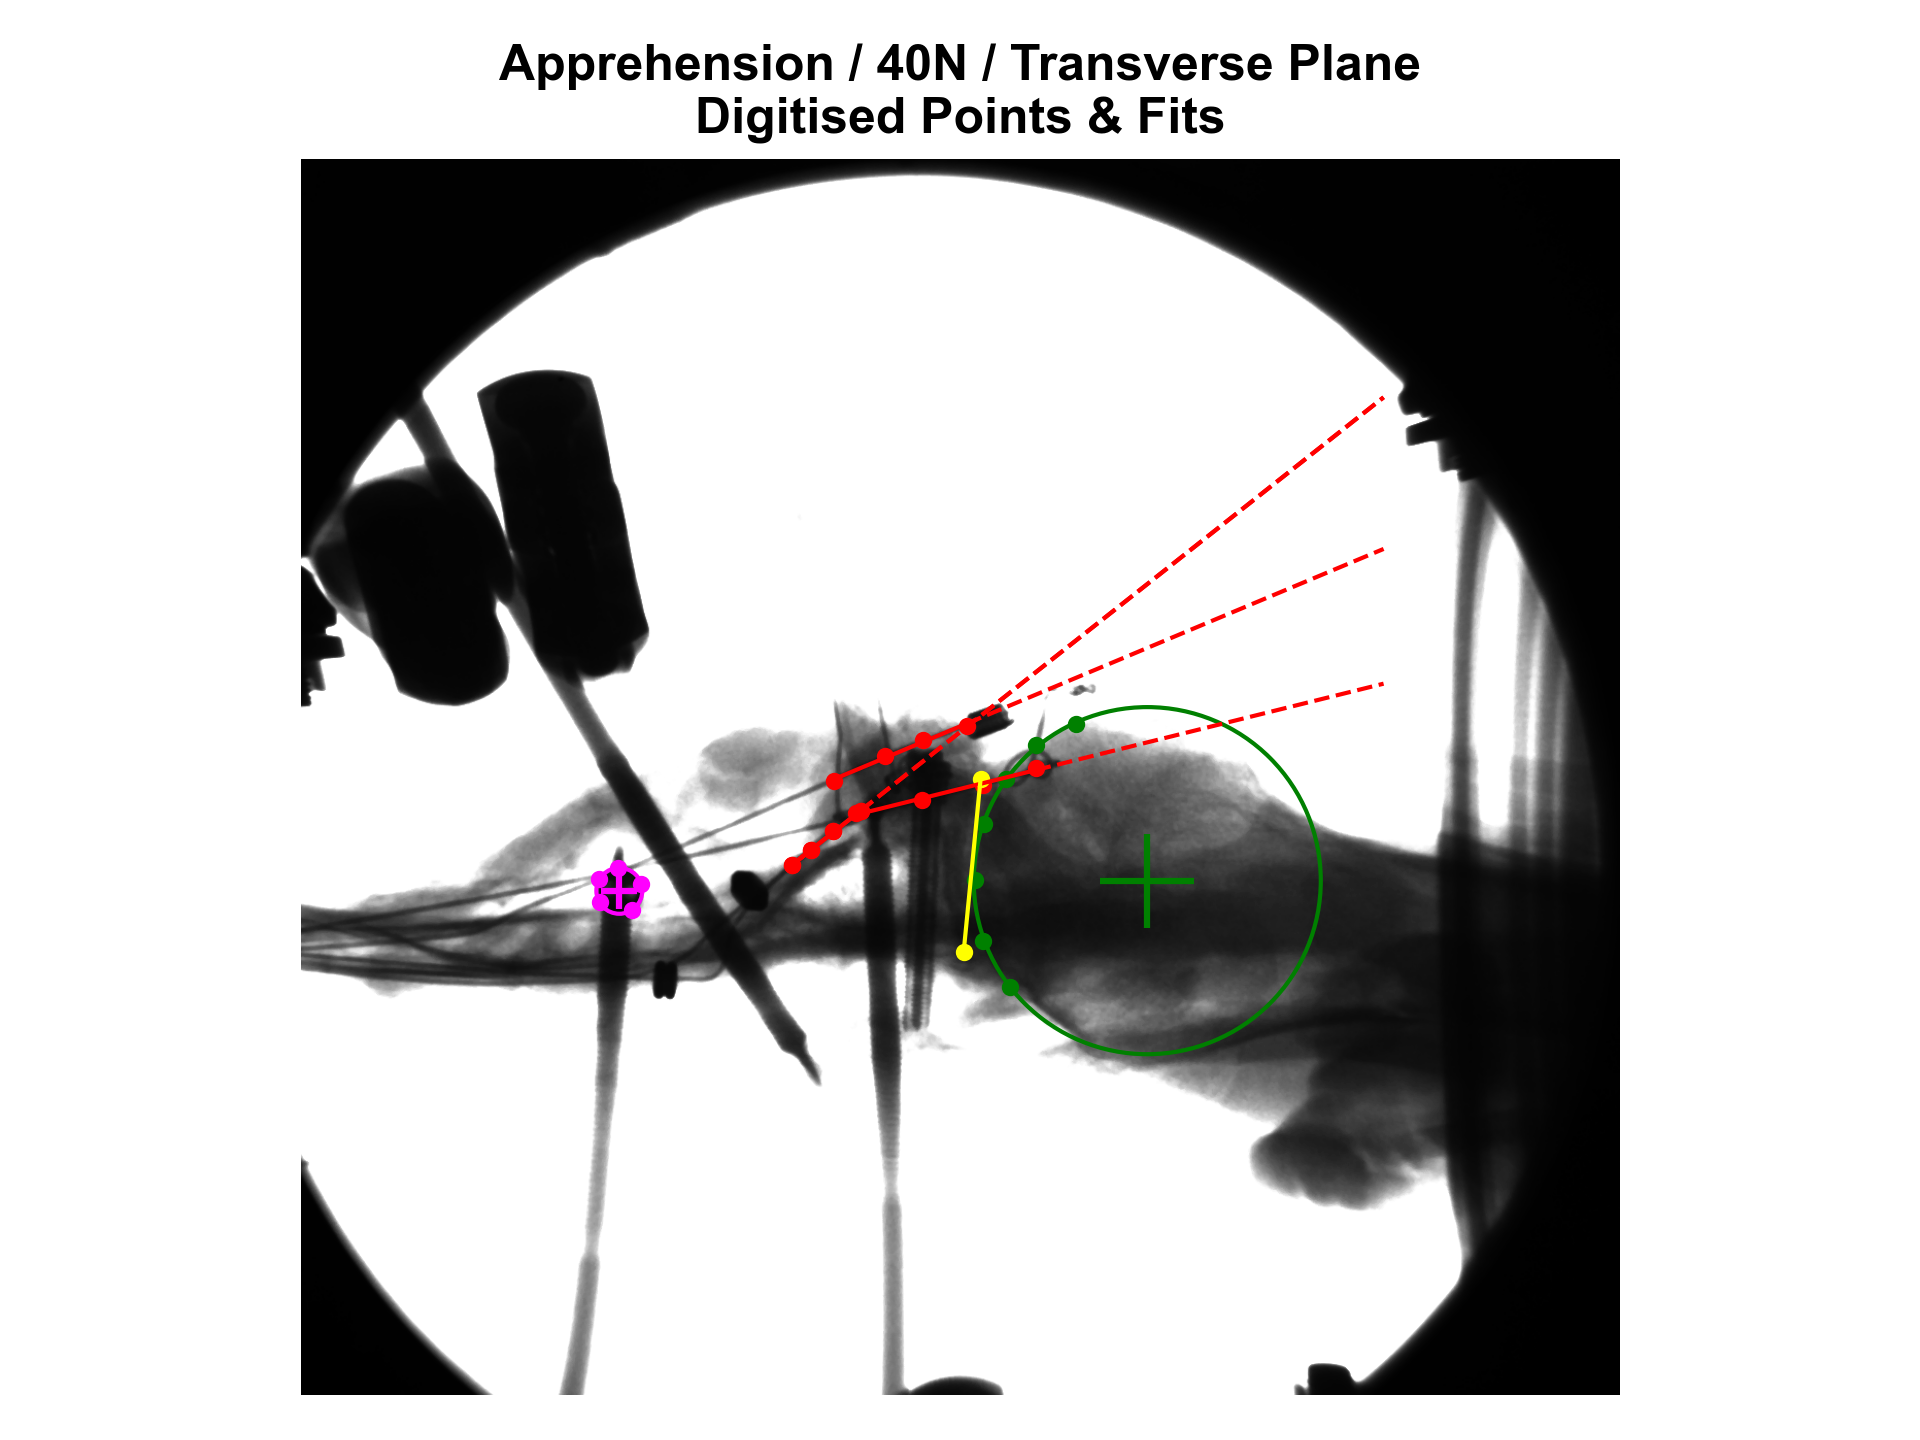 Apprehension / 40N / Transverse Plane
Digitised Points & Fits